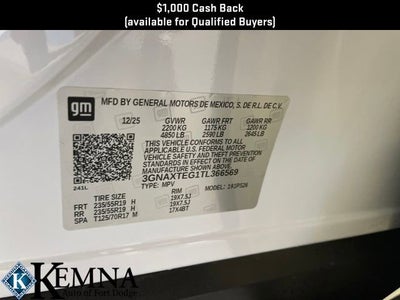 $1,000 Cash Back
(available for Qualified Buyers)
gm
MFD BY GENERAL MOTORS DE MEXICO, S. DE R.L. DE C.V.
12/25 GVWR GAWR FRT GAWR RR
2200 KG 1175 KG 1200 KG
4850 LB 2590 LB 2645 LB
THIS VEHICLE CONFORMS TO ALL
APPLICABLE U.S. FEDERAL MOTOR
VEHICLE SAFETY, BUMPER, AND
THEFT PREVENTION STANDARDS IN
EFFECT ON THE DATE OF
MANUFACTURE SHOWN ABOVE.
3GNAXTEG1TL366569
TYPE: MPV MODEL: 1XUPS26
241L
TIRE SIZE RIM
FRT 235/55R19 H 19X7.5J
RR 235/55R19 H 19X7.5J
SPA T125/70R17 M 17X4BT
K KEMNA
Auto of Fort Dodge